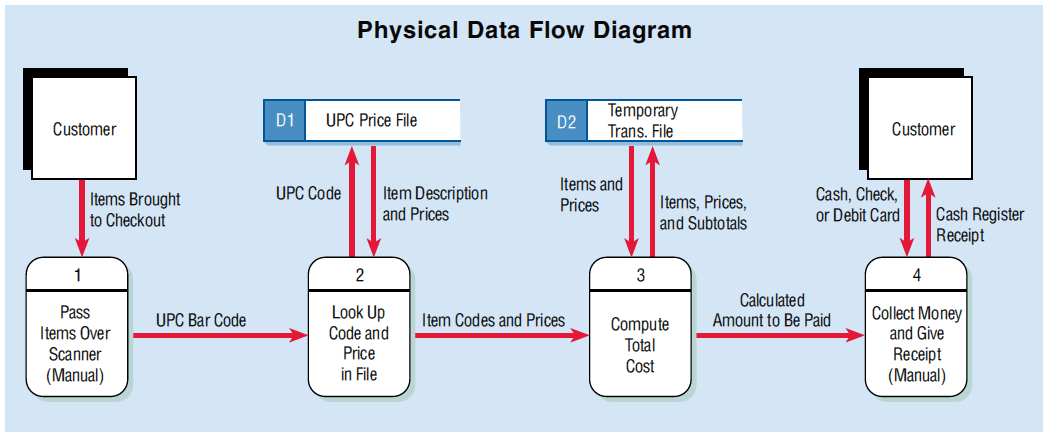 Physical Data Flow Diagram
Customer
D1
UPC Price File
D2
Temporary
Trans. File
Customer
Items Brought
to Checkout
UPC Code
Item Description
and Prices
Items and
Prices
Items, Prices,
and Subtotals
Cash, Check,
or Debit Card
Cash Register
Receipt
1
Pass
Items Over
Scanner
(Manual)
UPC Bar Code
2
Look Up
Code and
Price
in File
Item Codes and Prices
3
Compute
Total
Cost
Calculated
Amount to Be Paid
4
Collect Money
and Give
Receipt
(Manual)